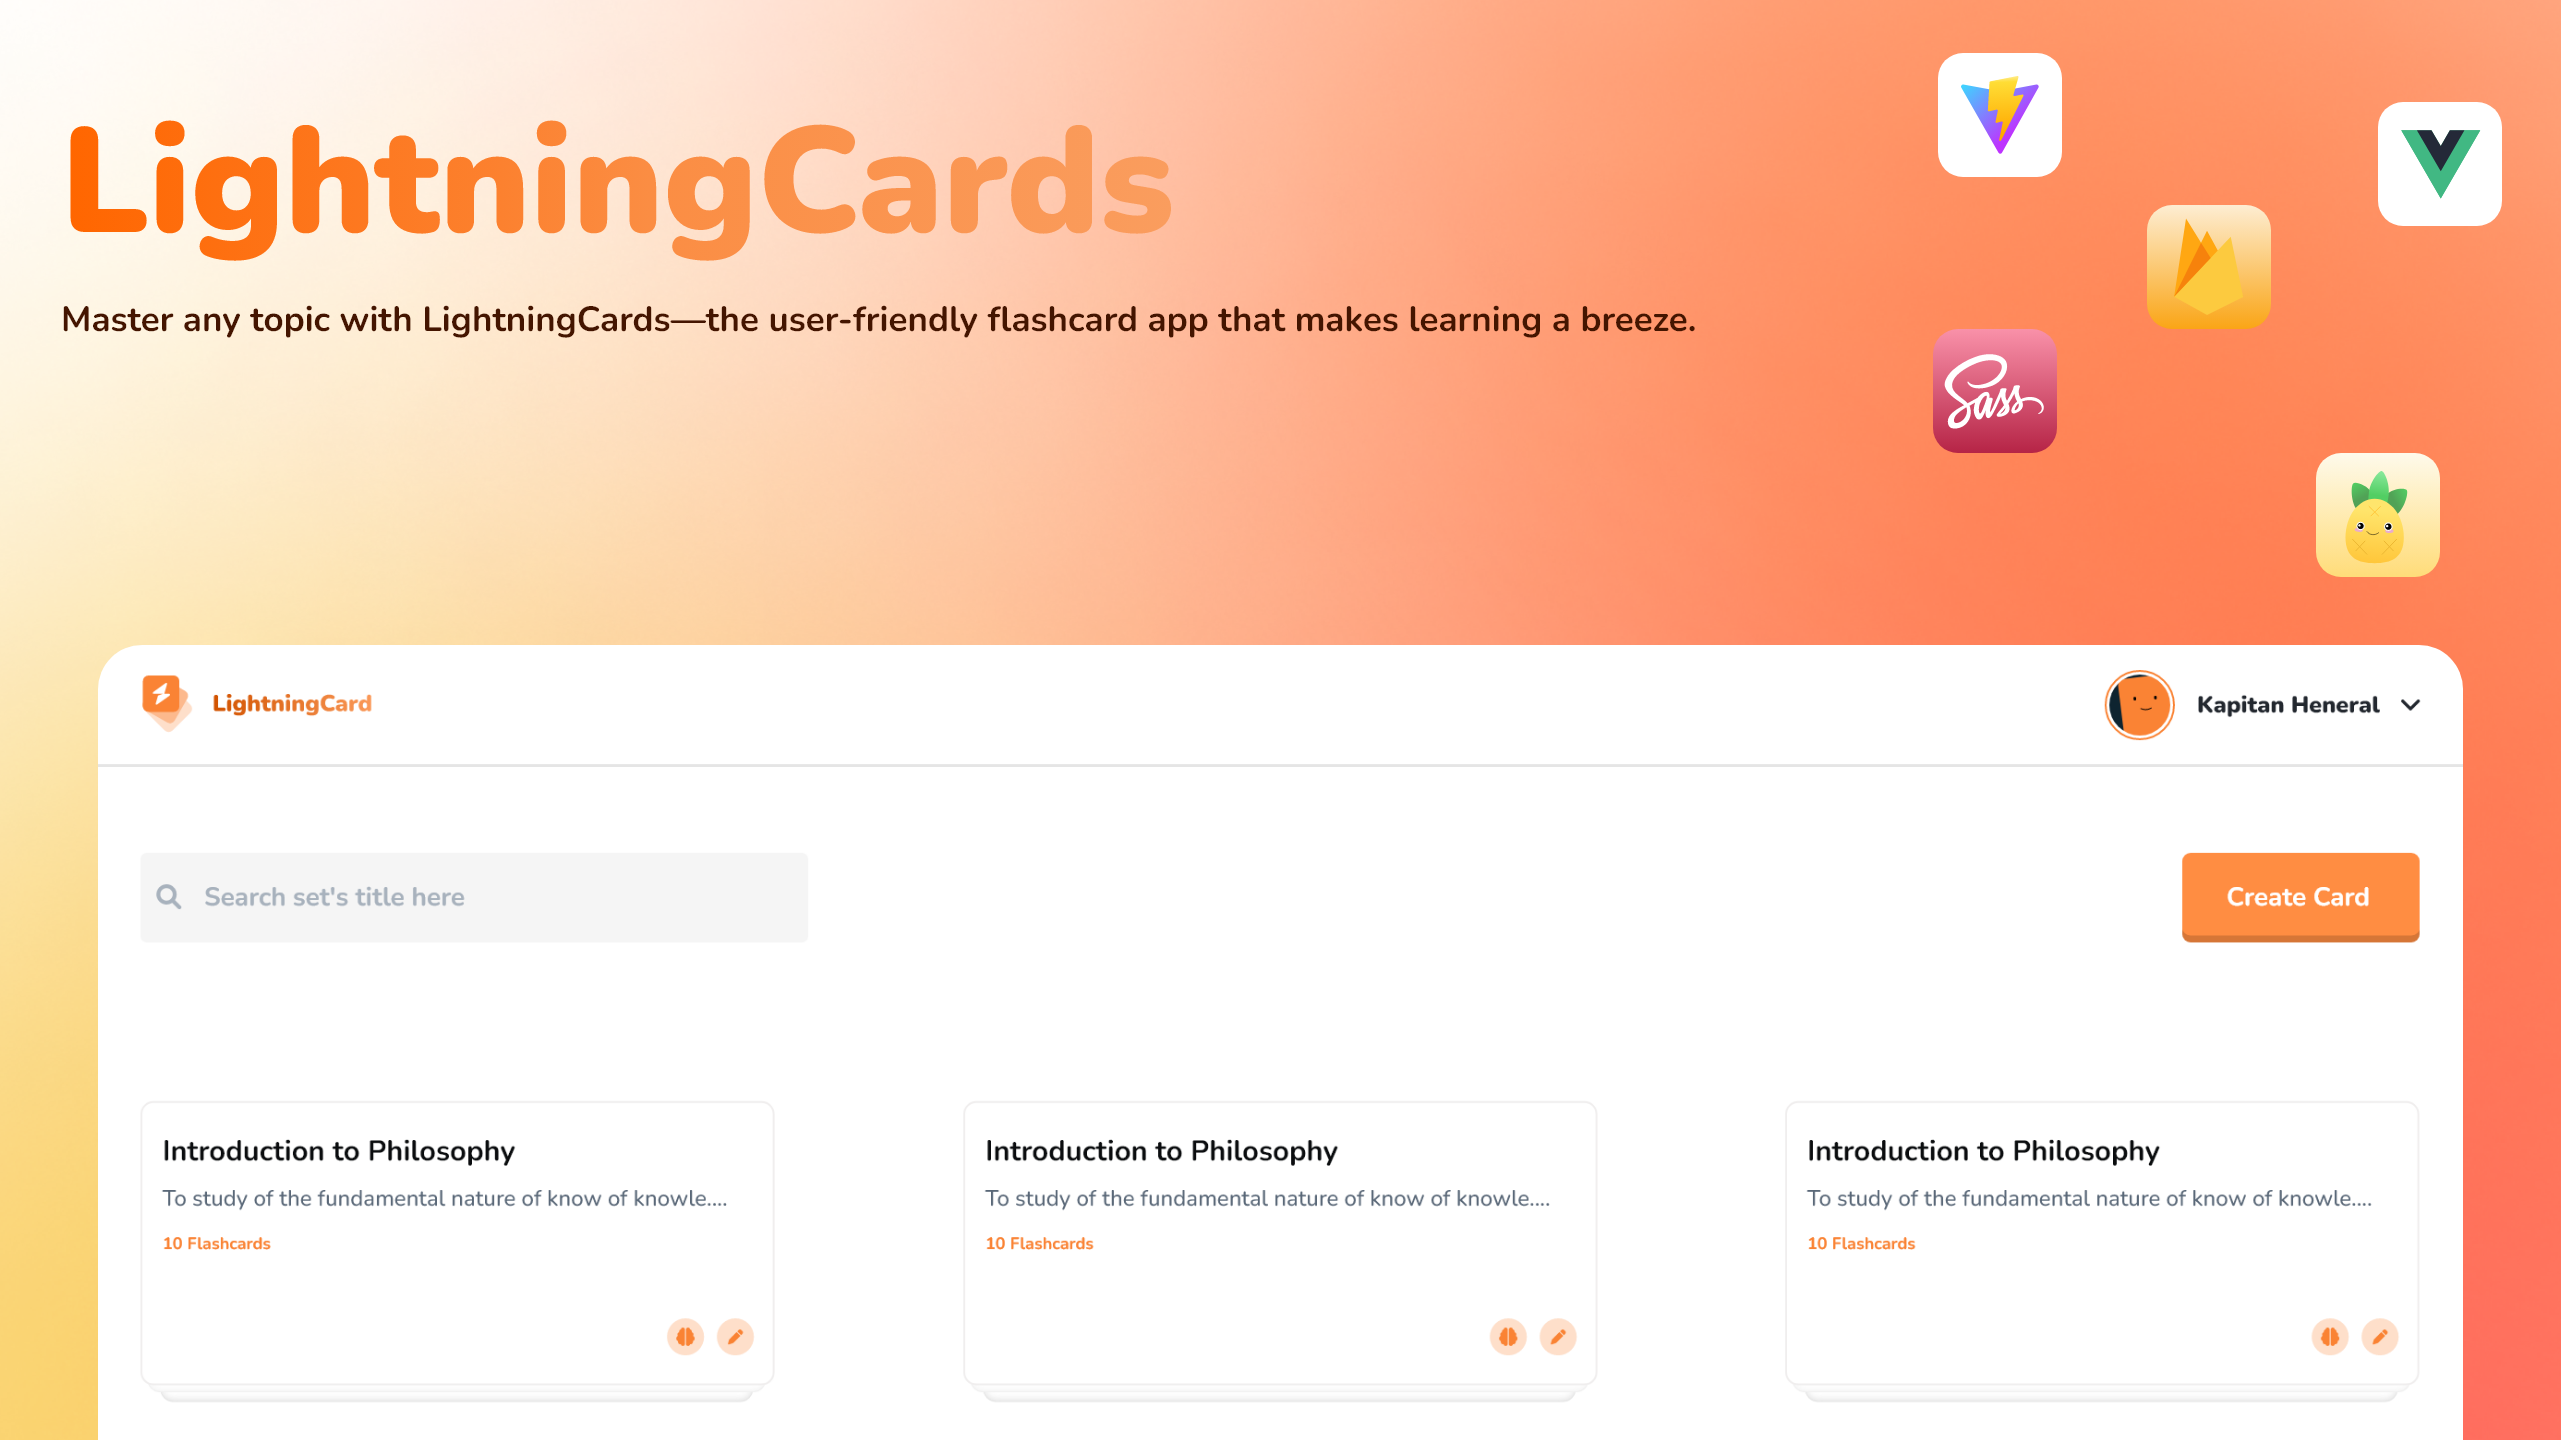 LightningCards
Master any topic with LightningCards—the user-friendly flashcard app that makes learning a breeze.
Sass
LightningCard
Kapitan Heneral
Search set's title here
Create Card
Introduction to Philosophy
To study of the fundamental nature of know of knowle....
10 Flashcards
Introduction to Philosophy
To study of the fundamental nature of know of knowle....
10 Flashcards
Introduction to Philosophy
To study of the fundamental nature of know of knowle....
10 Flashcards